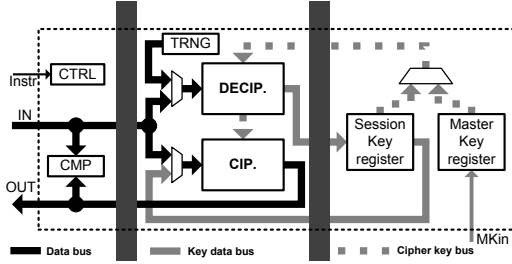 TRNG
Instr
CTRL
DECIP.
IN
Session
Key
register
Master
Key
register
CMP
CIP.
OUT
MKin
Data bus
Key data bus
Cipher key bus